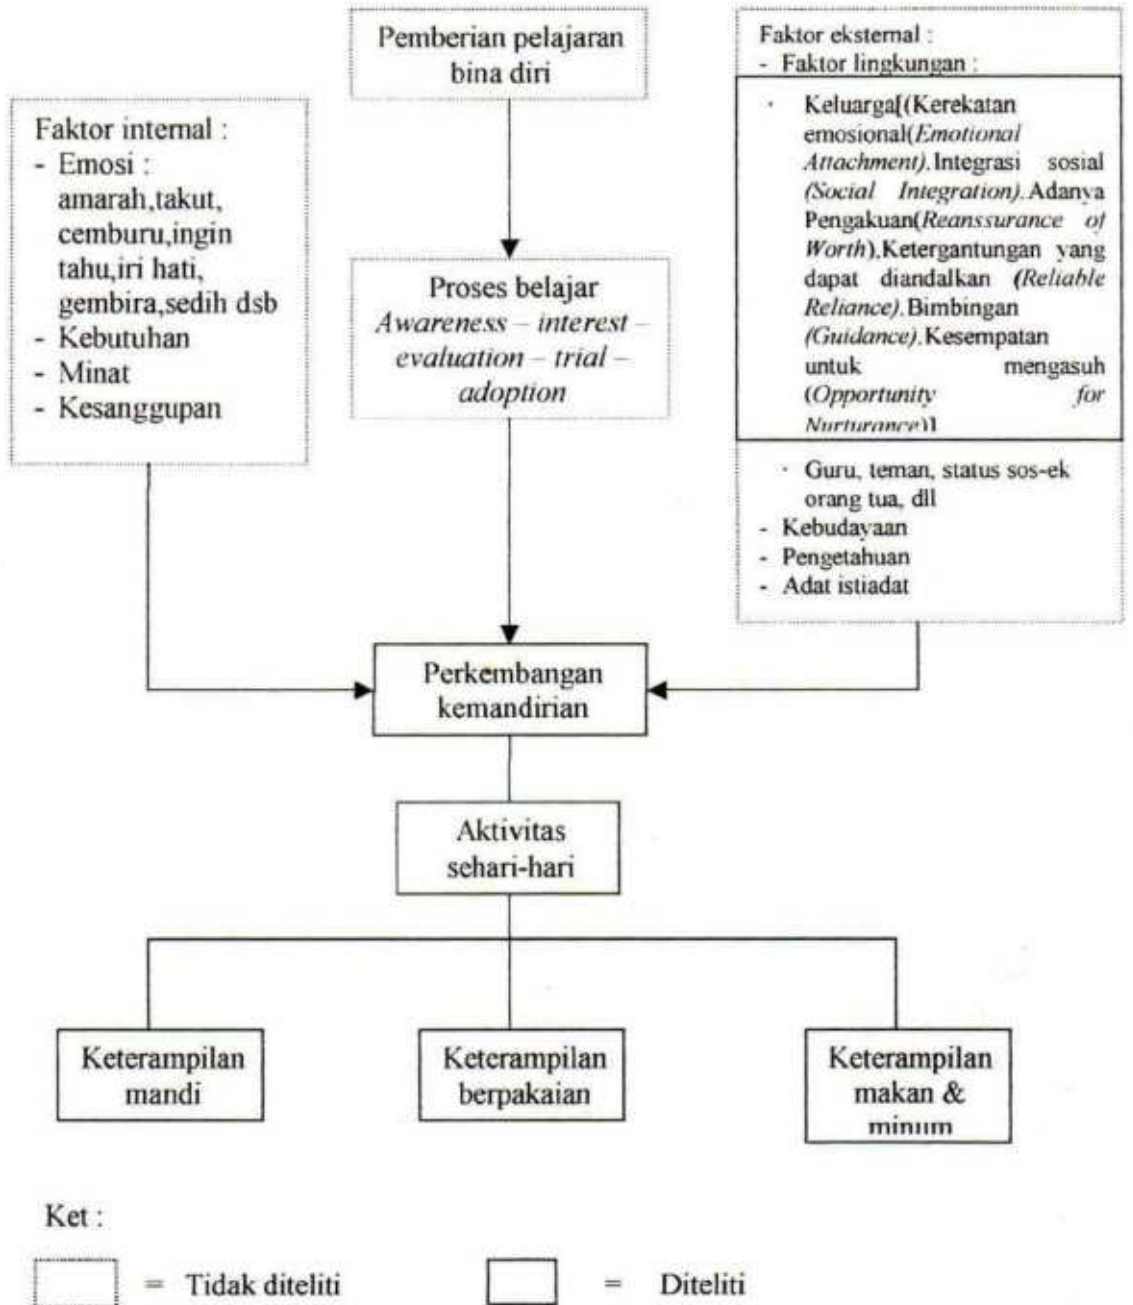 Pemberian pelajaran
bina diri
Faktor internal :
- Emosi :
amarah,takut,
cemburu,ingin
tahu,iri hati,
gembira,sedih dsb
- Kebutuhan
- Minat
- Kesanggupan
Proses belajar
Awareness – interest –
evaluation – trial –
adoption
Faktor eksternal :
- Faktor lingkungan :
· Keluarga[(Kerekatan
emosional(Emotional
Attachment).Integrasi sosial
(Social Integration).Adanya
Pengakuan(Reanssurance of
Worth).Ketergantungan yang
dapat diandalkan (Reliable
Reliance).Bimbingan
(Guidance).Kesempatan
untuk mengasuh
(Opportunity for
Nurturance)]
· Guru, teman, status sos-ek
orang tua, dll
- Kebudayaan
- Pengetahuan
- Adat istiadat
Perkembangan
kemandirian
Aktivitas
sehari-hari
Keterampilan
mandi
Keterampilan
berpakaian
Keterampilan
makan &
minum
Ket :
= Tidak diteliti
= Diteliti